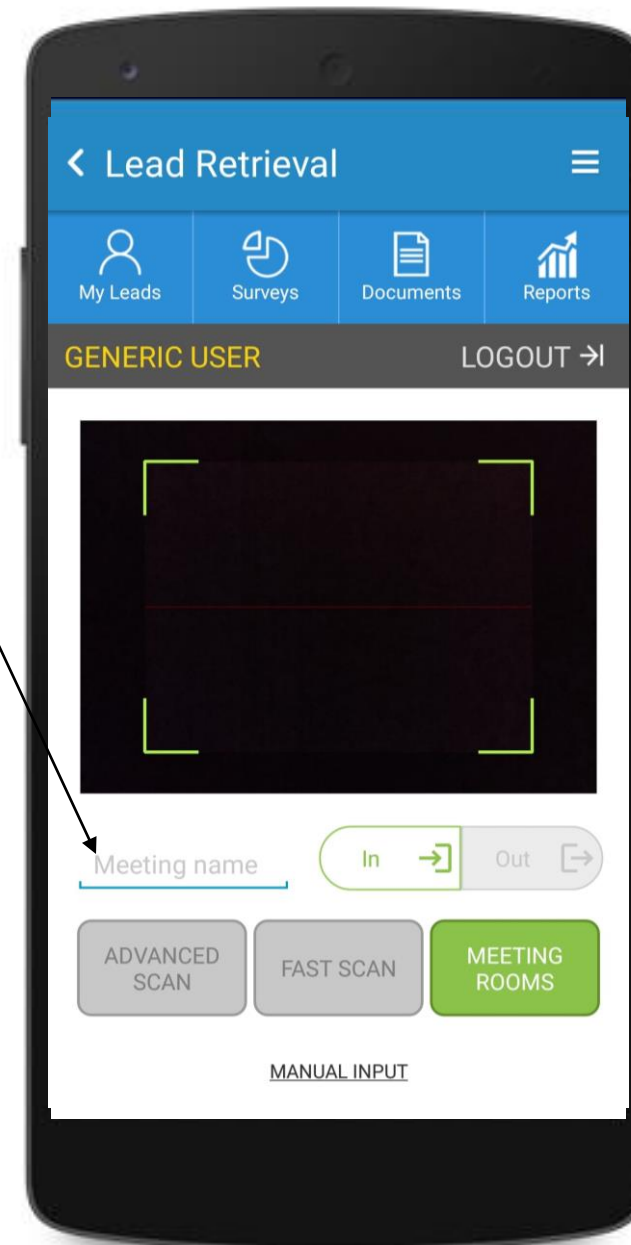 Lead Retrieval
My Leads Surveys Documents Reports
GENERIC USER LOGOUT
Meeting name In Out
ADVANCED SCAN FAST SCAN MEETING ROOMS
MANUAL INPUT